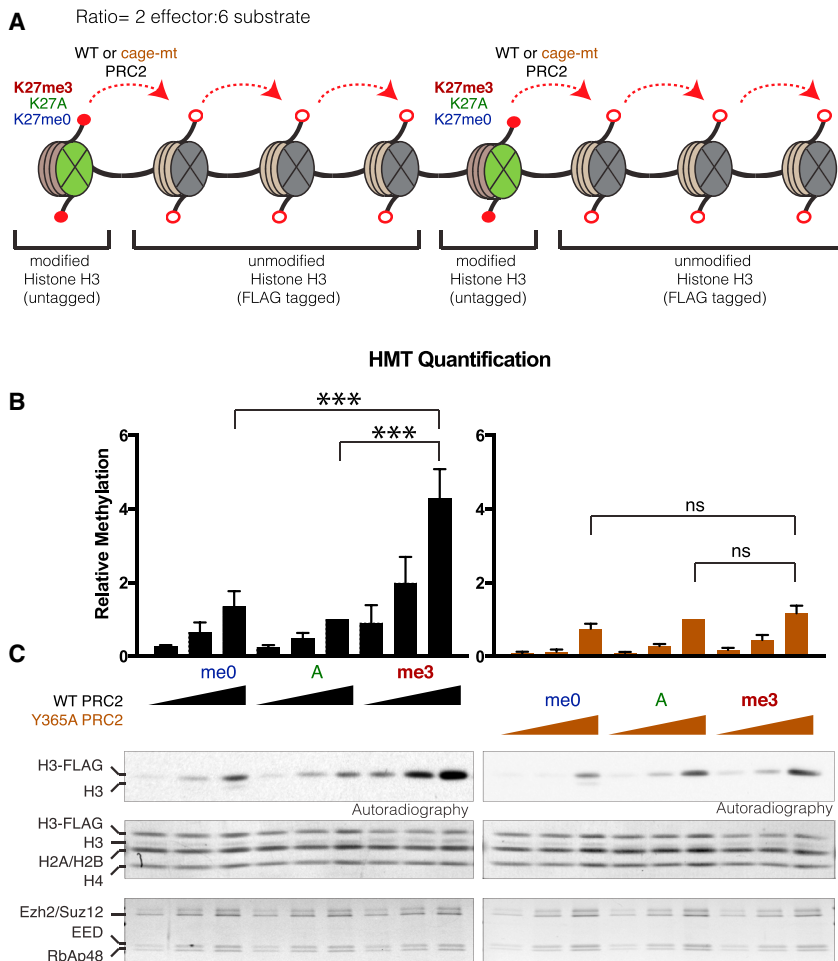 A
Ratio= 2 effector:6 substrate
WT or cage-mt
PRC2
K27me3
K27A
K27me0
WT or cage-mt
PRC2
K27me3
K27A
K27me0
modified
Histone H3
(untagged)
unmodified
Histone H3
(FLAG tagged)
modified
Histone H3
(untagged)
unmodified
Histone H3
(FLAG tagged)
HMT Quantification
B
Relative Methylation
6
4
2
0
***
***
6
4
2
0
ns
ns
C
me0 A me3
WT PRC2
Y365A PRC2
me0 A me3
H3-FLAG
H3
Autoradiography
Autoradiography
H3-FLAG
H3
H2A/H2B
H4
Ezh2/Suz12
EED
RbAp48